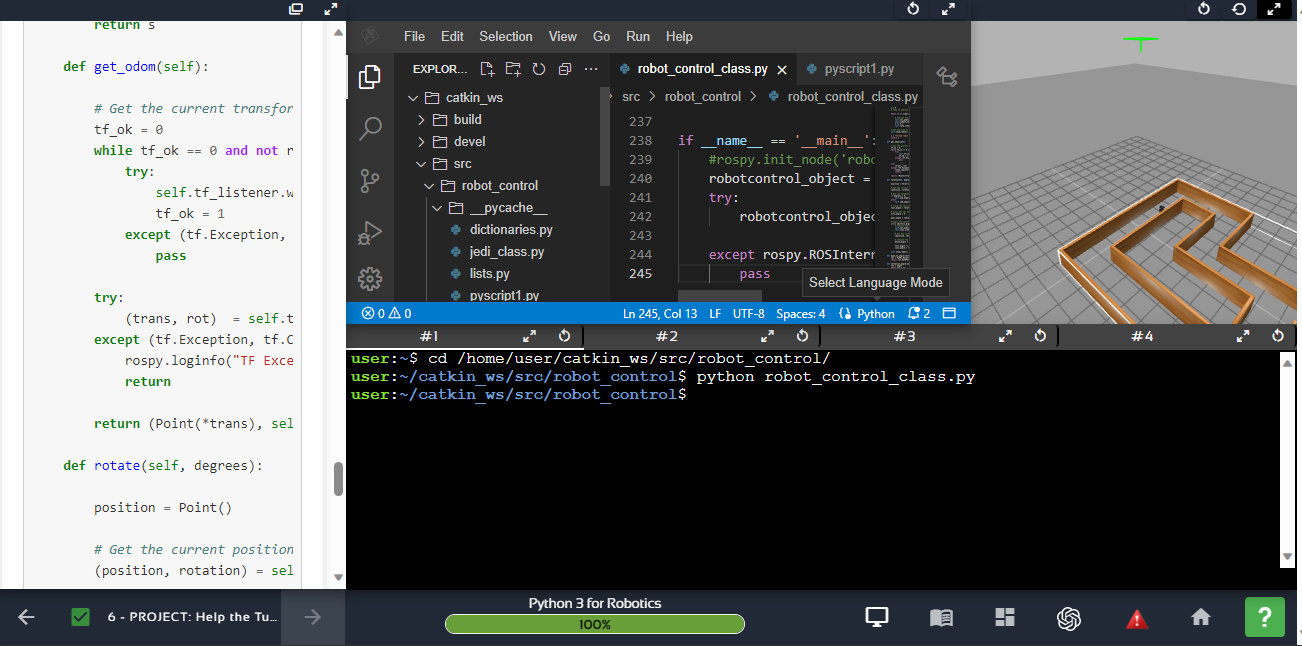 return s
def get_odom(self):
# Get the current transfor
tf_ok = 0
while tf_ok == 0 and not r
try:
self.tf_listener.w
tf_ok = 1
except (tf.Exception,
pass
try:
(trans, rot)  = self.t
except (tf.Exception, tf.C
rospy.loginfo("TF Exce
return
return (Point(*trans), sel
def rotate(self, degrees):
position = Point()
# Get the current position
(position, rotation) = sel
File Edit Selection View Go Run Help
EXPLOR...
catkin_ws
build
devel
src
robot_control
__pycache__
dictionaries.py
jedi_class.py
lists.py
pyscript1.py
robot_control_class.py
pyscript1.py
src > robot_control > robot_control_class.py
237
238 if __name__ == '__main__':
239 #rospy.init_node('robo
240 robotcontrol_object =
241 try:
242 robotcontrol_objec
243
244 except rospy.ROSInterr
245 pass
Select Language Mode
0 0 Ln 245, Col 13 LF UTF-8 Spaces: 4 Python 2
#1 #2 #3 #4
user:~$ cd /home/user/catkin_ws/src/robot_control/
user:~/catkin_ws/src/robot_control$ python robot_control_class.py
user:~/catkin_ws/src/robot_control$
6 - PROJECT: Help the Tu...
Python 3 for Robotics
100%
?